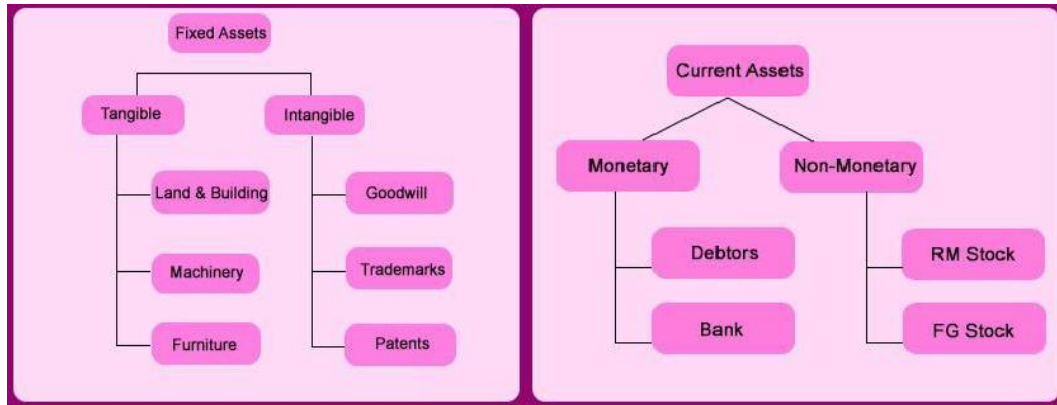 Fixed Assets
Tangible
Intangible
Land & Building
Goodwill
Machinery
Trademarks
Furniture
Patents
Current Assets
Monetary
Non-Monetary
Debtors
RM Stock
Bank
FG Stock